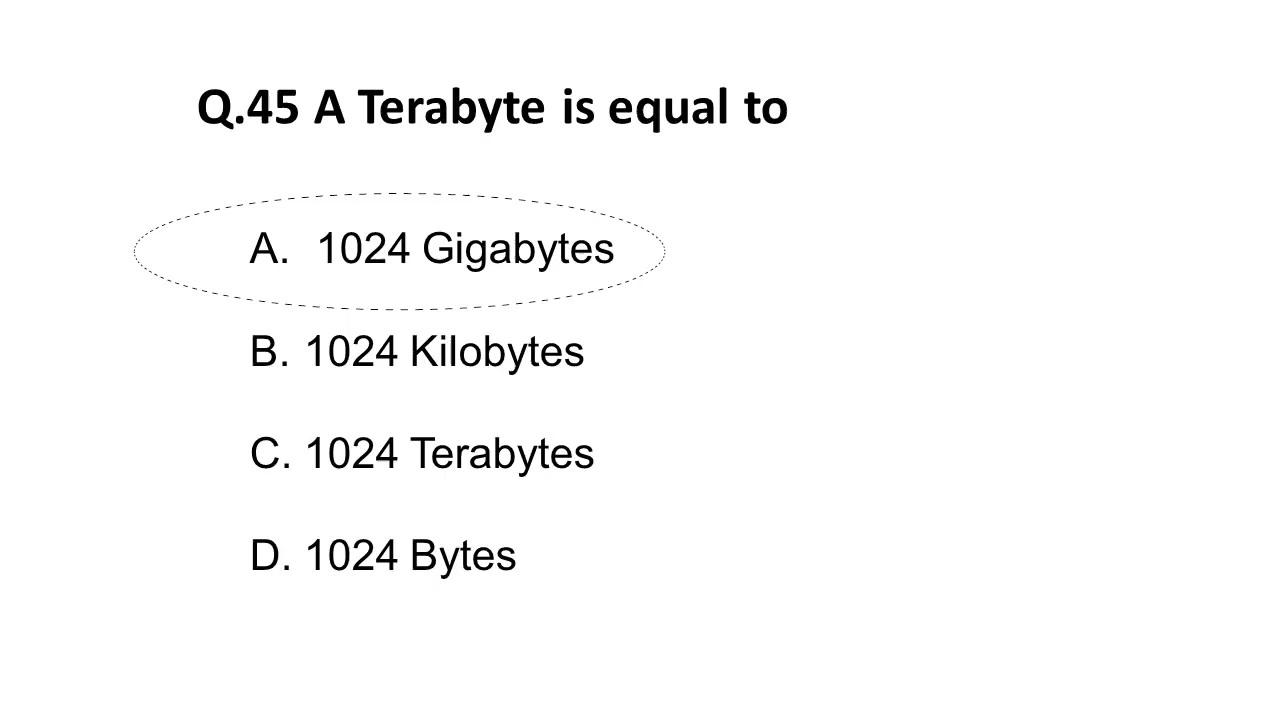 Q.45 A Terabyte is equal to
A. 1024 Gigabytes
B. 1024 Kilobytes
C. 1024 Terabytes
D. 1024 Bytes